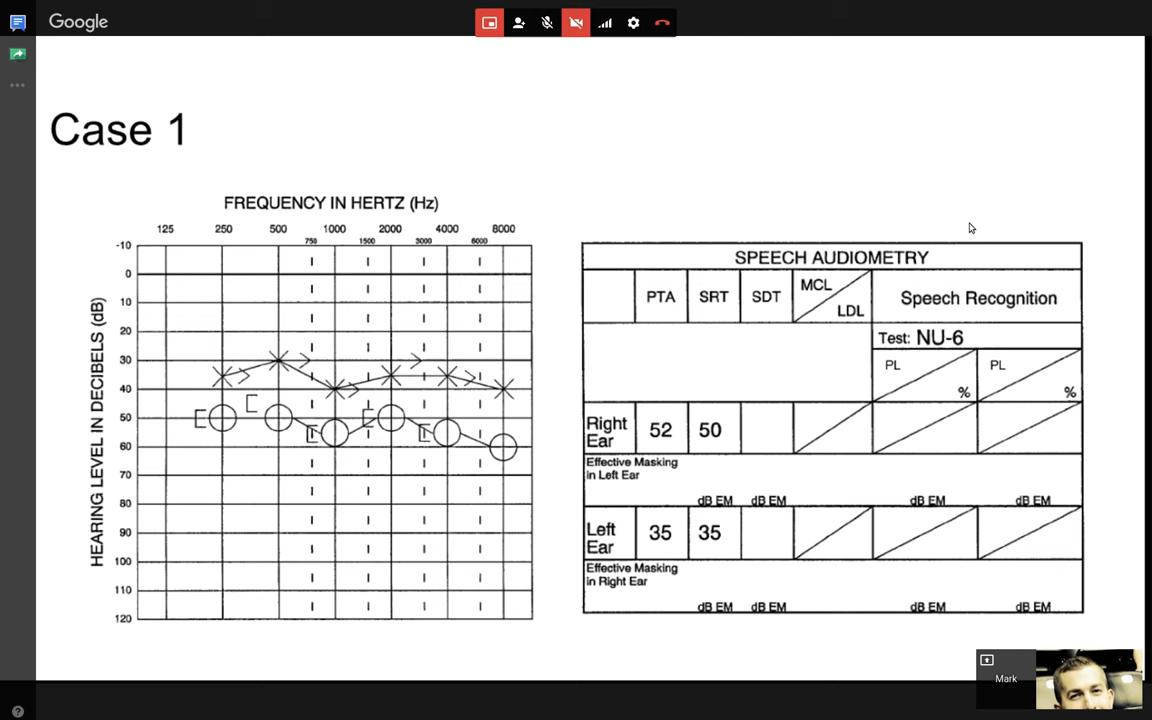 Google
Case 1
FREQUENCY IN HERTZ (Hz)
125 250 500 1000 2000 4000 8000
750 1500 3000 6000
HEARING LEVEL IN DECIBELS (dB)
-10
0
10
20
30
40
50
60
70
80
90
100
110
120
SPEECH AUDIOMETRY
PTA SRT SDT MCL LDL Speech Recognition
Test: NU-6
PL % PL %
Right Ear 52 50
Effective Masking
in Left Ear
dB EM dB EM dB EM dB EM
Left Ear 35 35
Effective Masking
in Right Ear
dB EM dB EM dB EM dB EM
Mark